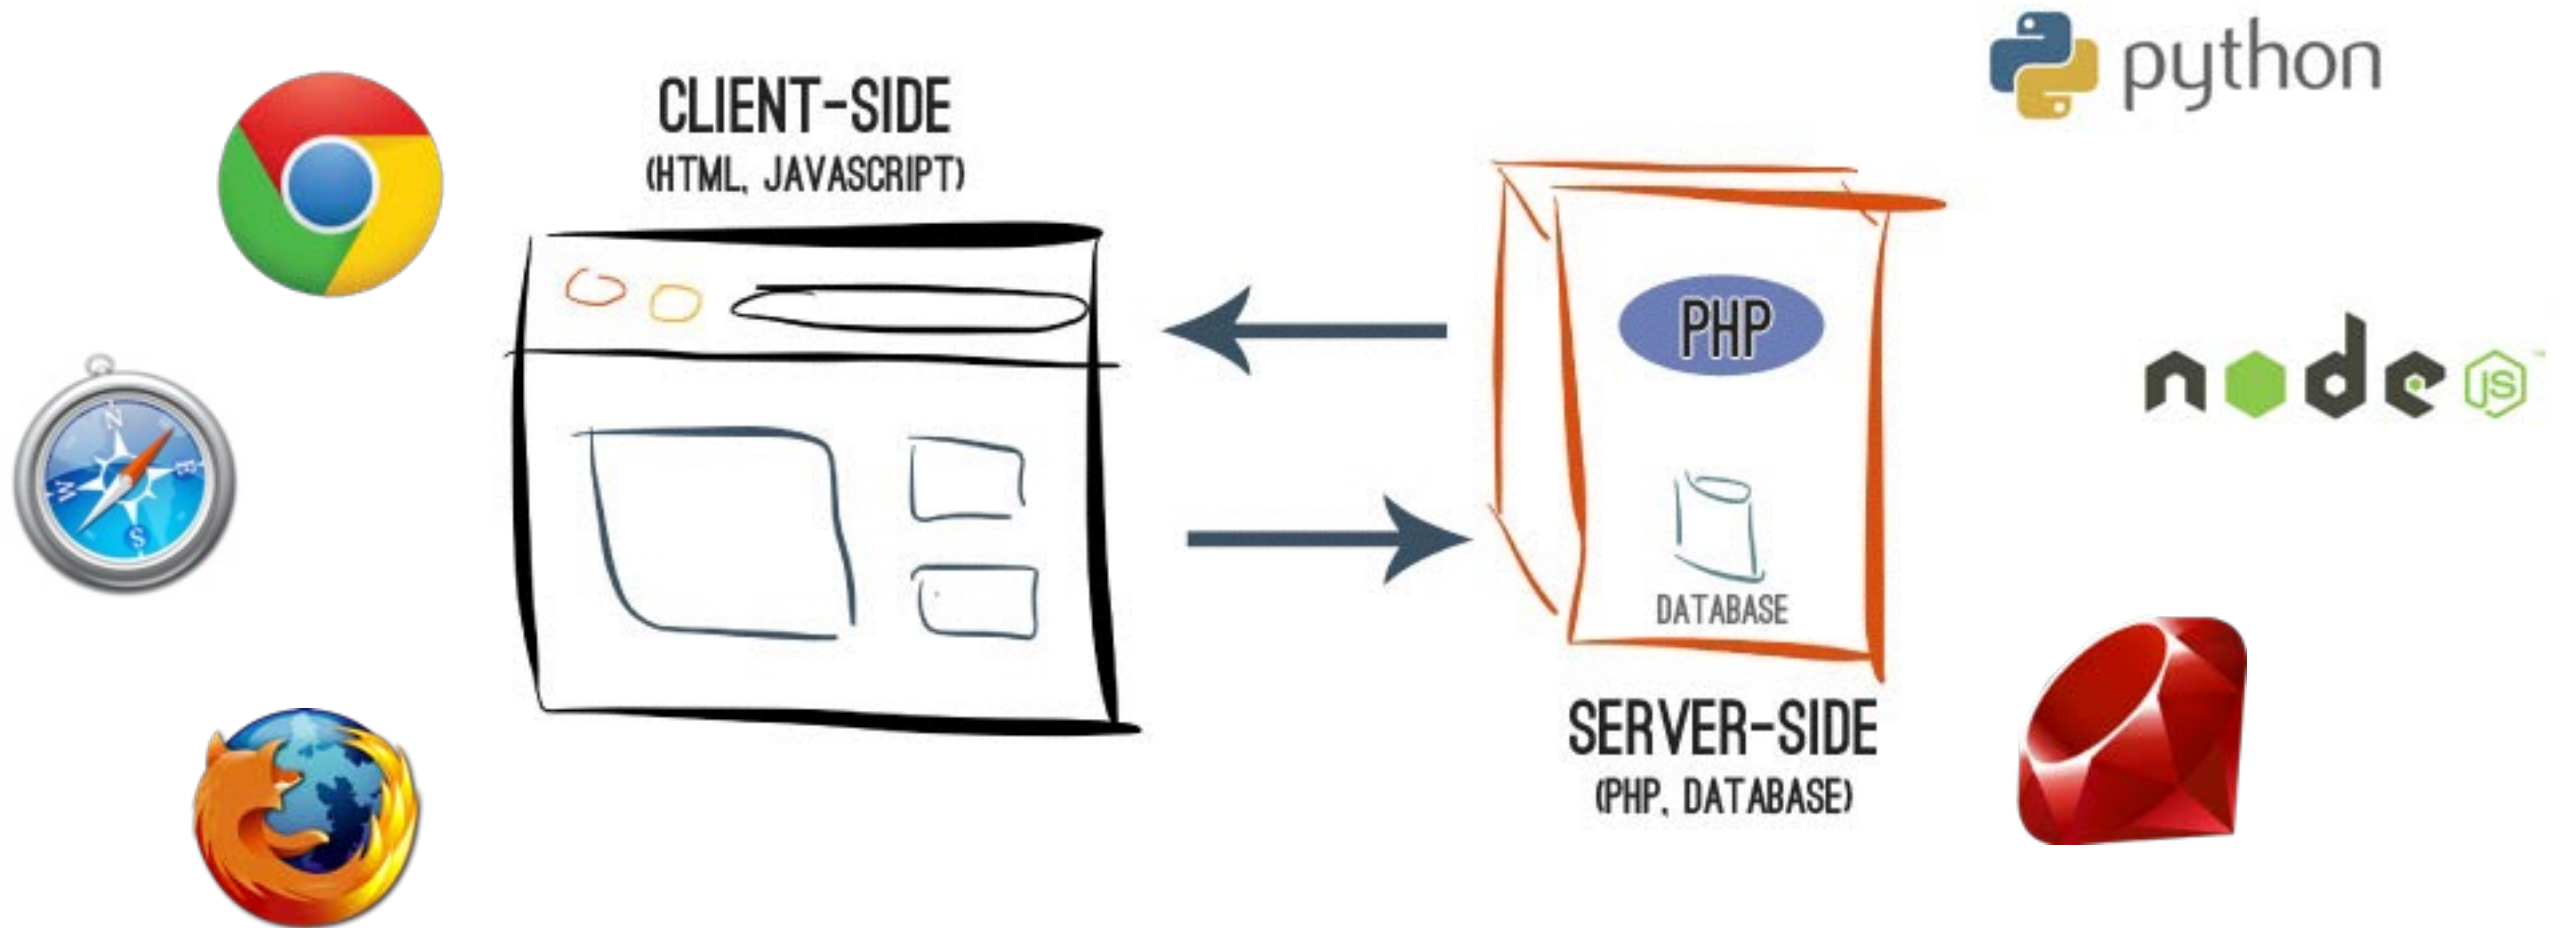 CLIENT-SIDE
(HTML, JAVASCRIPT)
python
PHP
DATABASE
SERVER-SIDE
(PHP, DATABASE)
node
JS
N
E
S
W